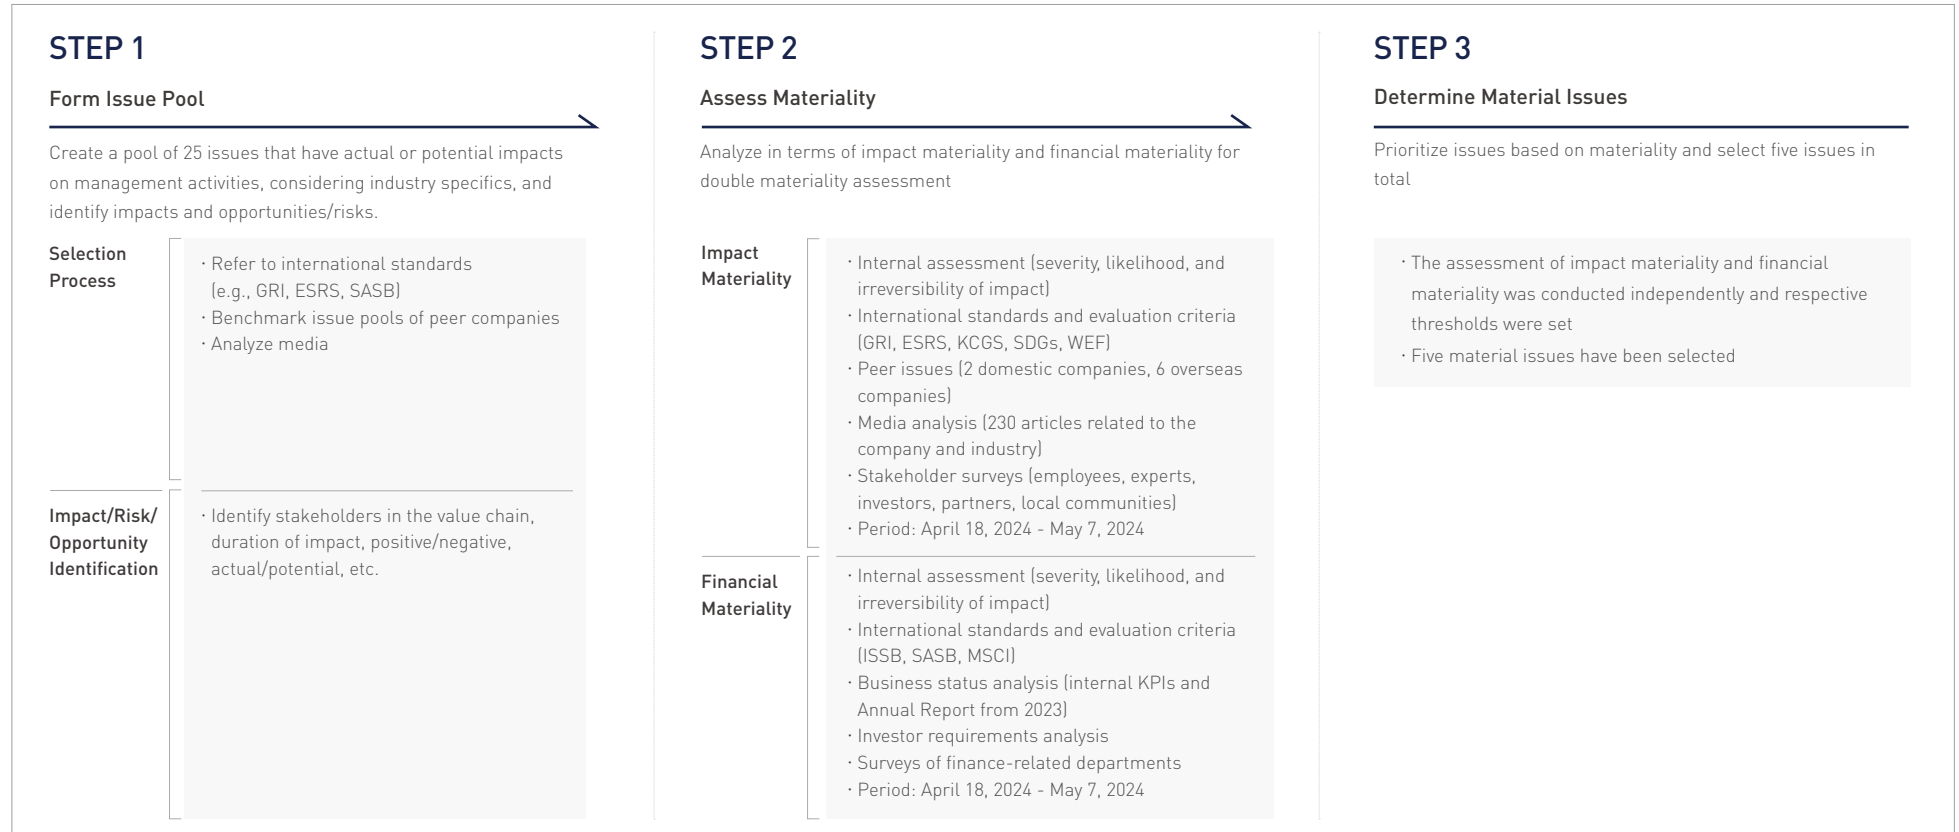 STEP 1
Form Issue Pool
Create a pool of 25 issues that have actual or potential impacts
on management activities, considering industry specifics, and
identify impacts and opportunities/risks.
Selection
Process
· Refer to international standards
(e.g., GRI, ESRS, SASB)
· Benchmark issue pools of peer companies
· Analyze media
Impact/Risk/
Opportunity
Identification
· Identify stakeholders in the value chain,
duration of impact, positive/negative,
actual/potential, etc.
STEP 2
Assess Materiality
Analyze in terms of impact materiality and financial materiality for
double materiality assessment
Impact
Materiality
· Internal assessment (severity, likelihood, and
irreversibility of impact)
· International standards and evaluation criteria
(GRI, ESRS, KCGS, SDGs, WEF)
· Peer issues (2 domestic companies, 6 overseas
companies)
· Media analysis (230 articles related to the
company and industry)
· Stakeholder surveys (employees, experts,
investors, partners, local communities)
· Period: April 18, 2024 - May 7, 2024
Financial
Materiality
· Internal assessment (severity, likelihood, and
irreversibility of impact)
· International standards and evaluation criteria
(ISSB, SASB, MSCI)
· Business status analysis (internal KPIs and
Annual Report from 2023)
· Investor requirements analysis
· Surveys of finance-related departments
· Period: April 18, 2024 - May 7, 2024
STEP 3
Determine Material Issues
Prioritize issues based on materiality and select five issues in
total
· The assessment of impact materiality and financial
materiality was conducted independently and respective
thresholds were set
· Five material issues have been selected